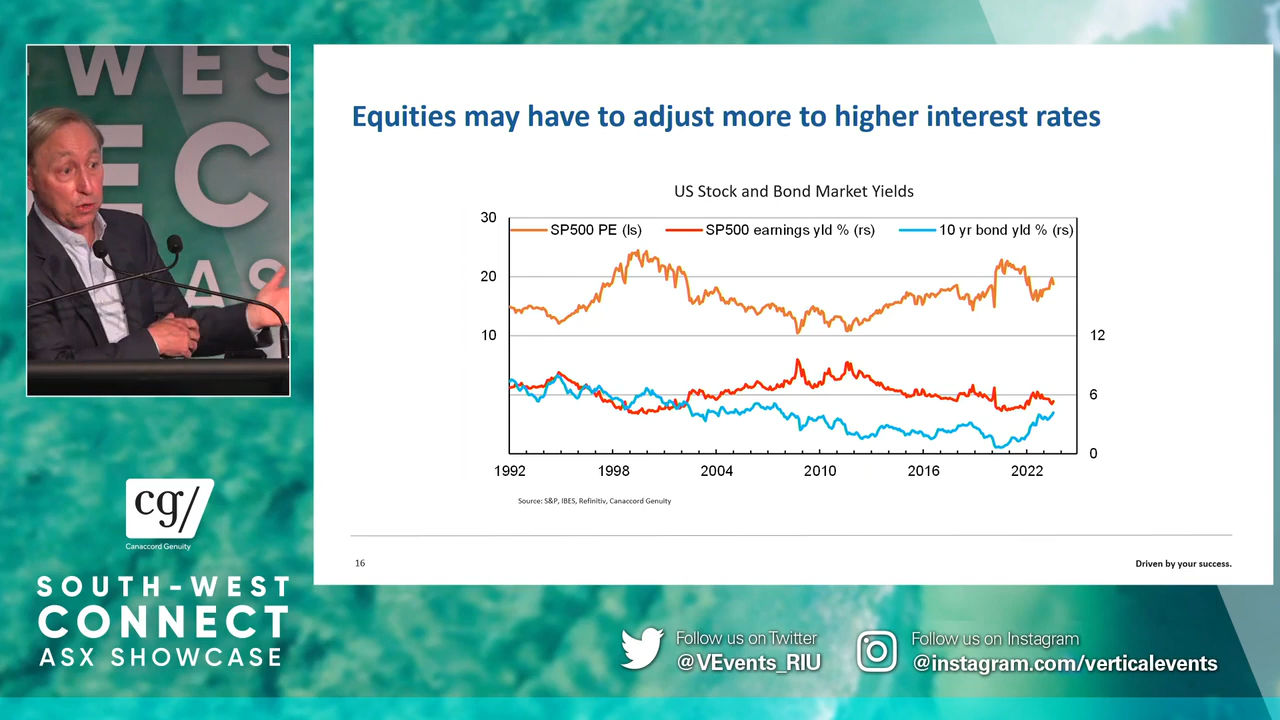 - WES
EC
AS
cg/
Canaccord Genuity
SOUTH-WEST
CONNECT
ASX SHOWCASE
Equities may have to adjust more to higher interest rates
US Stock and Bond Market Yields
SP500 PE (ls)
SP500 earnings yld % (rs)
10 yr bond yld % (rs)
30
20
10
12
6
0
1992 1998 2004 2010 2016 2022
Source: S&P, IBES, Refinitiv, Canaccord Genuity
16
Driven by your success.
Follow us on Twitter
@VEvents_RIU
Follow us on Instagram
@instagram.com/verticalevents